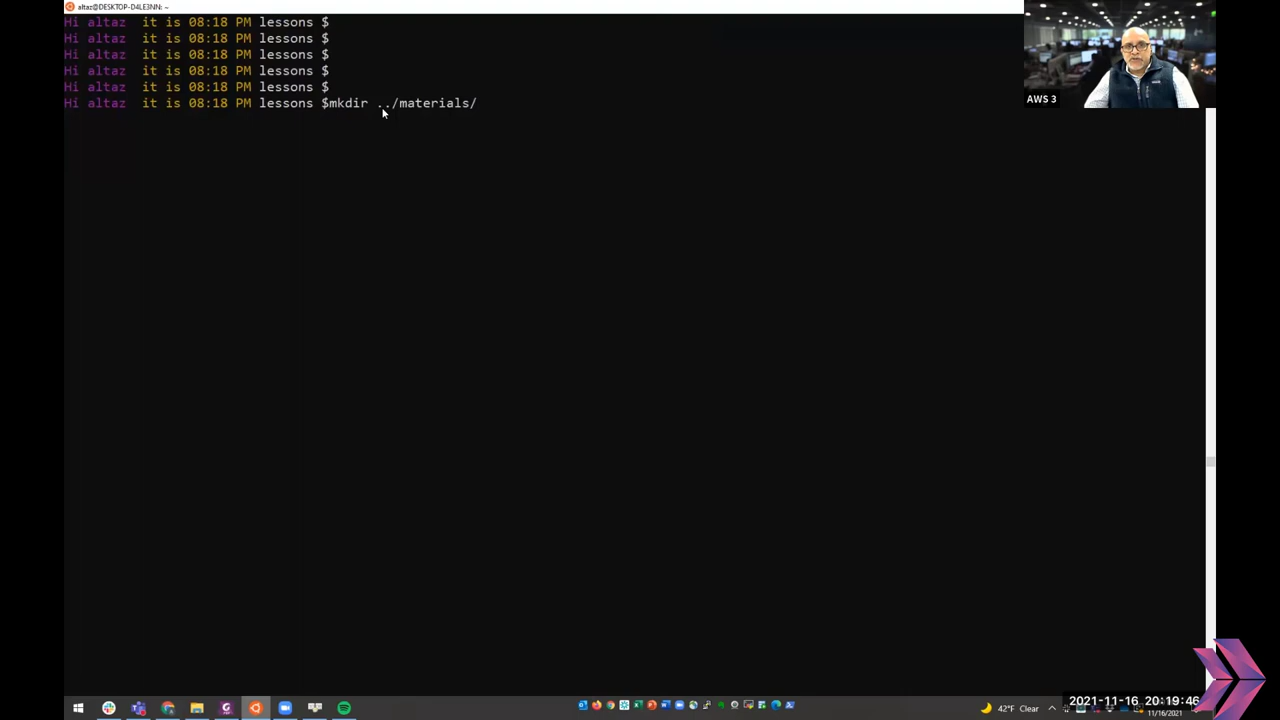 altaz@DESKTOP-D4LE3NN: ~
Hi altaz  it is 08:18 PM lessons $
Hi altaz  it is 08:18 PM lessons $
Hi altaz  it is 08:18 PM lessons $
Hi altaz  it is 08:18 PM lessons $
Hi altaz  it is 08:18 PM lessons $
Hi altaz  it is 08:18 PM lessons $mkdir ../materials/
AWS 3
42°F Clear
2021-11-16 20:19:46
11/16/2021